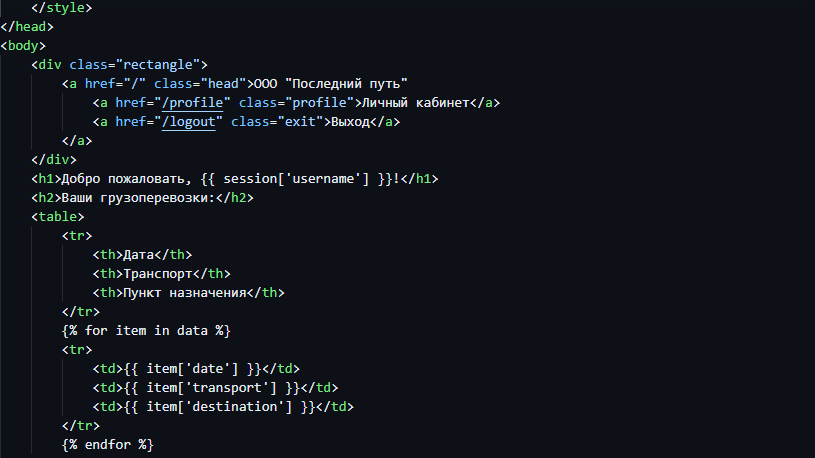 </style>
</head>
<body>
<div class="rectangle">
<a href="/" class="head">ООО "Последний путь"
<a href="/profile" class="profile">Личный кабинет</a>
<a href="/logout" class="exit">Выход</a>
</a>
</div>
<h1>Добро пожаловать, {{ session['username'] }}!</h1>
<h2>Ваши грузоперевозки:</h2>
<table>
<tr>
<th>Дата</th>
<th>Транспорт</th>
<th>Пункт назначения</th>
</tr>
{% for item in data %}
<tr>
<td>{{ item['date'] }}</td>
<td>{{ item['transport'] }}</td>
<td>{{ item['destination'] }}</td>
</tr>
{% endfor %}